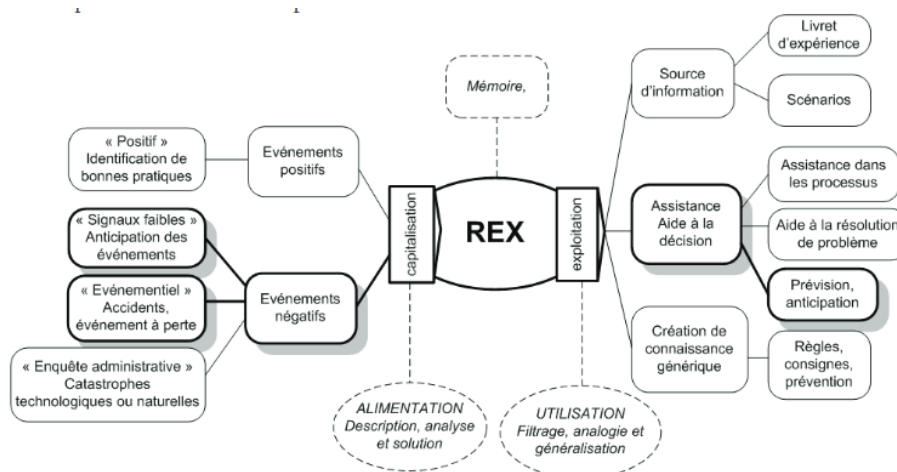 Livret
d'expérience
Source
d'information
Mémoire,
Scénarios
« Positif »
Identification de
bonnes pratiques
Evénements
positifs
Assistance dans
les processus
« Signaux faibles »
Anticipation des
événements
capitalisation
REX
exploitation
Assistance
Aide à la
décision
Aide à la résolution
de problème
« Evénementiel »
Accidents,
événement à perte
Evénements
négatifs
Prévision,
anticipation
« Enquête administrative »
Catastrophes
technologiques ou naturelles
Création de
connaissance
générique
Règles,
consignes,
prévention
ALIMENTATION
Description, analyse
et solution
UTILISATION
Filtrage, analogie et
généralisation